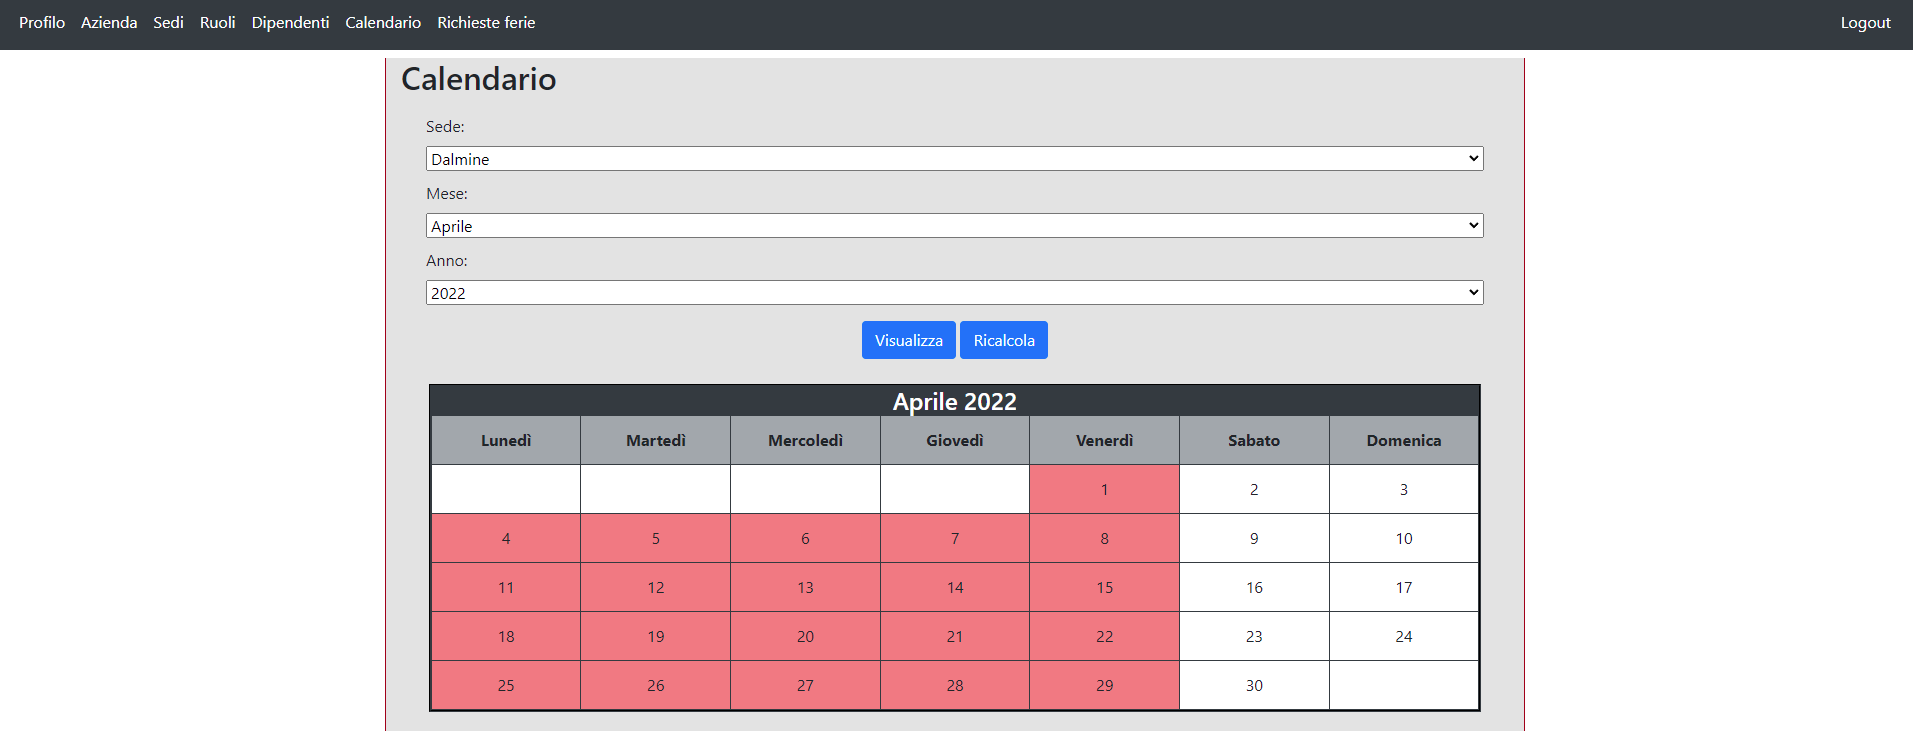 Profilo Azienda Sedi Ruoli Dipendenti Calendario Richieste ferie Logout
Calendario
Sede:
Dalmine
Mese:
Aprile
Anno:
2022
Visualizza Ricalcola
Aprile 2022
Lunedì Martedì Mercoledì Giovedì Venerdì Sabato Domenica
1 2 3
4 5 6 7 8 9 10
11 12 13 14 15 16 17
18 19 20 21 22 23 24
25 26 27 28 29 30